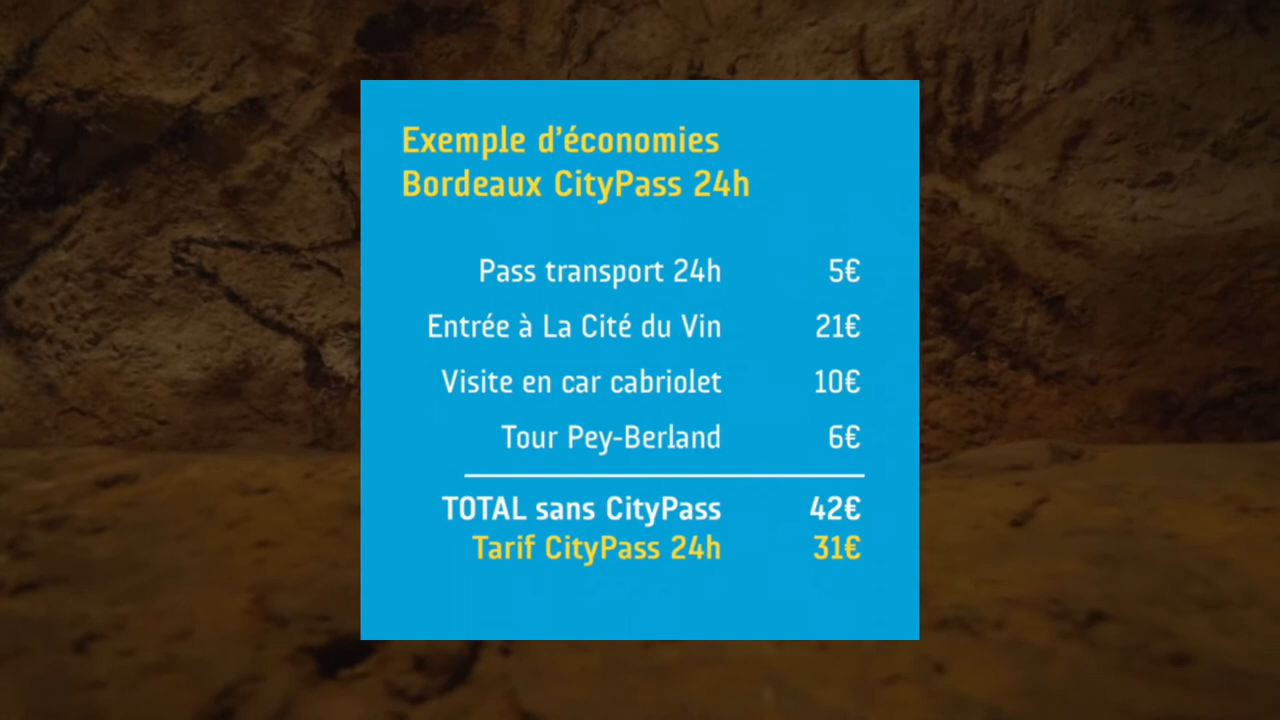 Exemple d'économies
Bordeaux CityPass 24h
Pass transport 24h 5€
Entrée à La Cité du Vin 21€
Visite en car cabriolet 10€
Tour Pey-Berland 6€
TOTAL sans CityPass 42€
Tarif CityPass 24h 31€